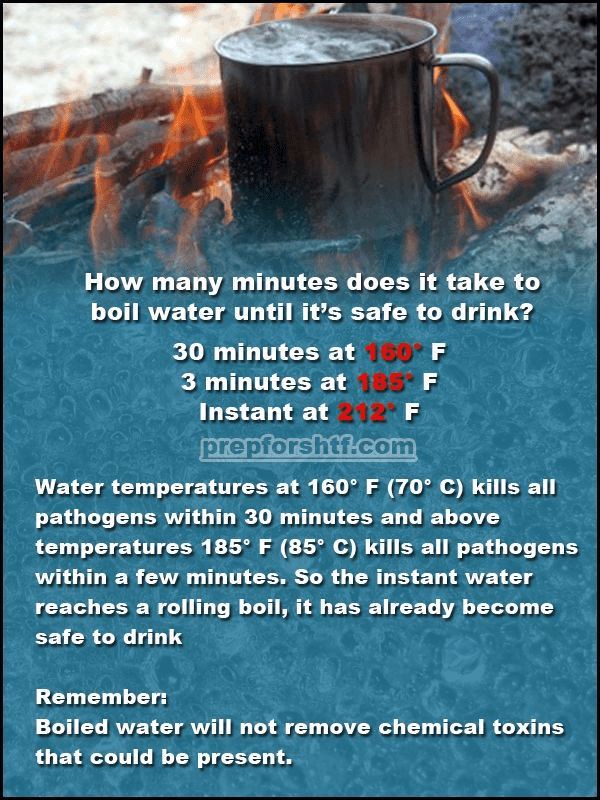 How many minutes does it take to
boil water until it’s safe to drink?
30 minutes at 160° F
3 minutes at 185° F
Instant at 212° F
prepforshtf.com
Water temperatures at 160° F (70° C) kills all
pathogens within 30 minutes and above
temperatures 185° F (85° C) kills all pathogens
within a few minutes. So the instant water
reaches a rolling boil, it has already become
safe to drink
Remember:
Boiled water will not remove chemical toxins
that could be present.